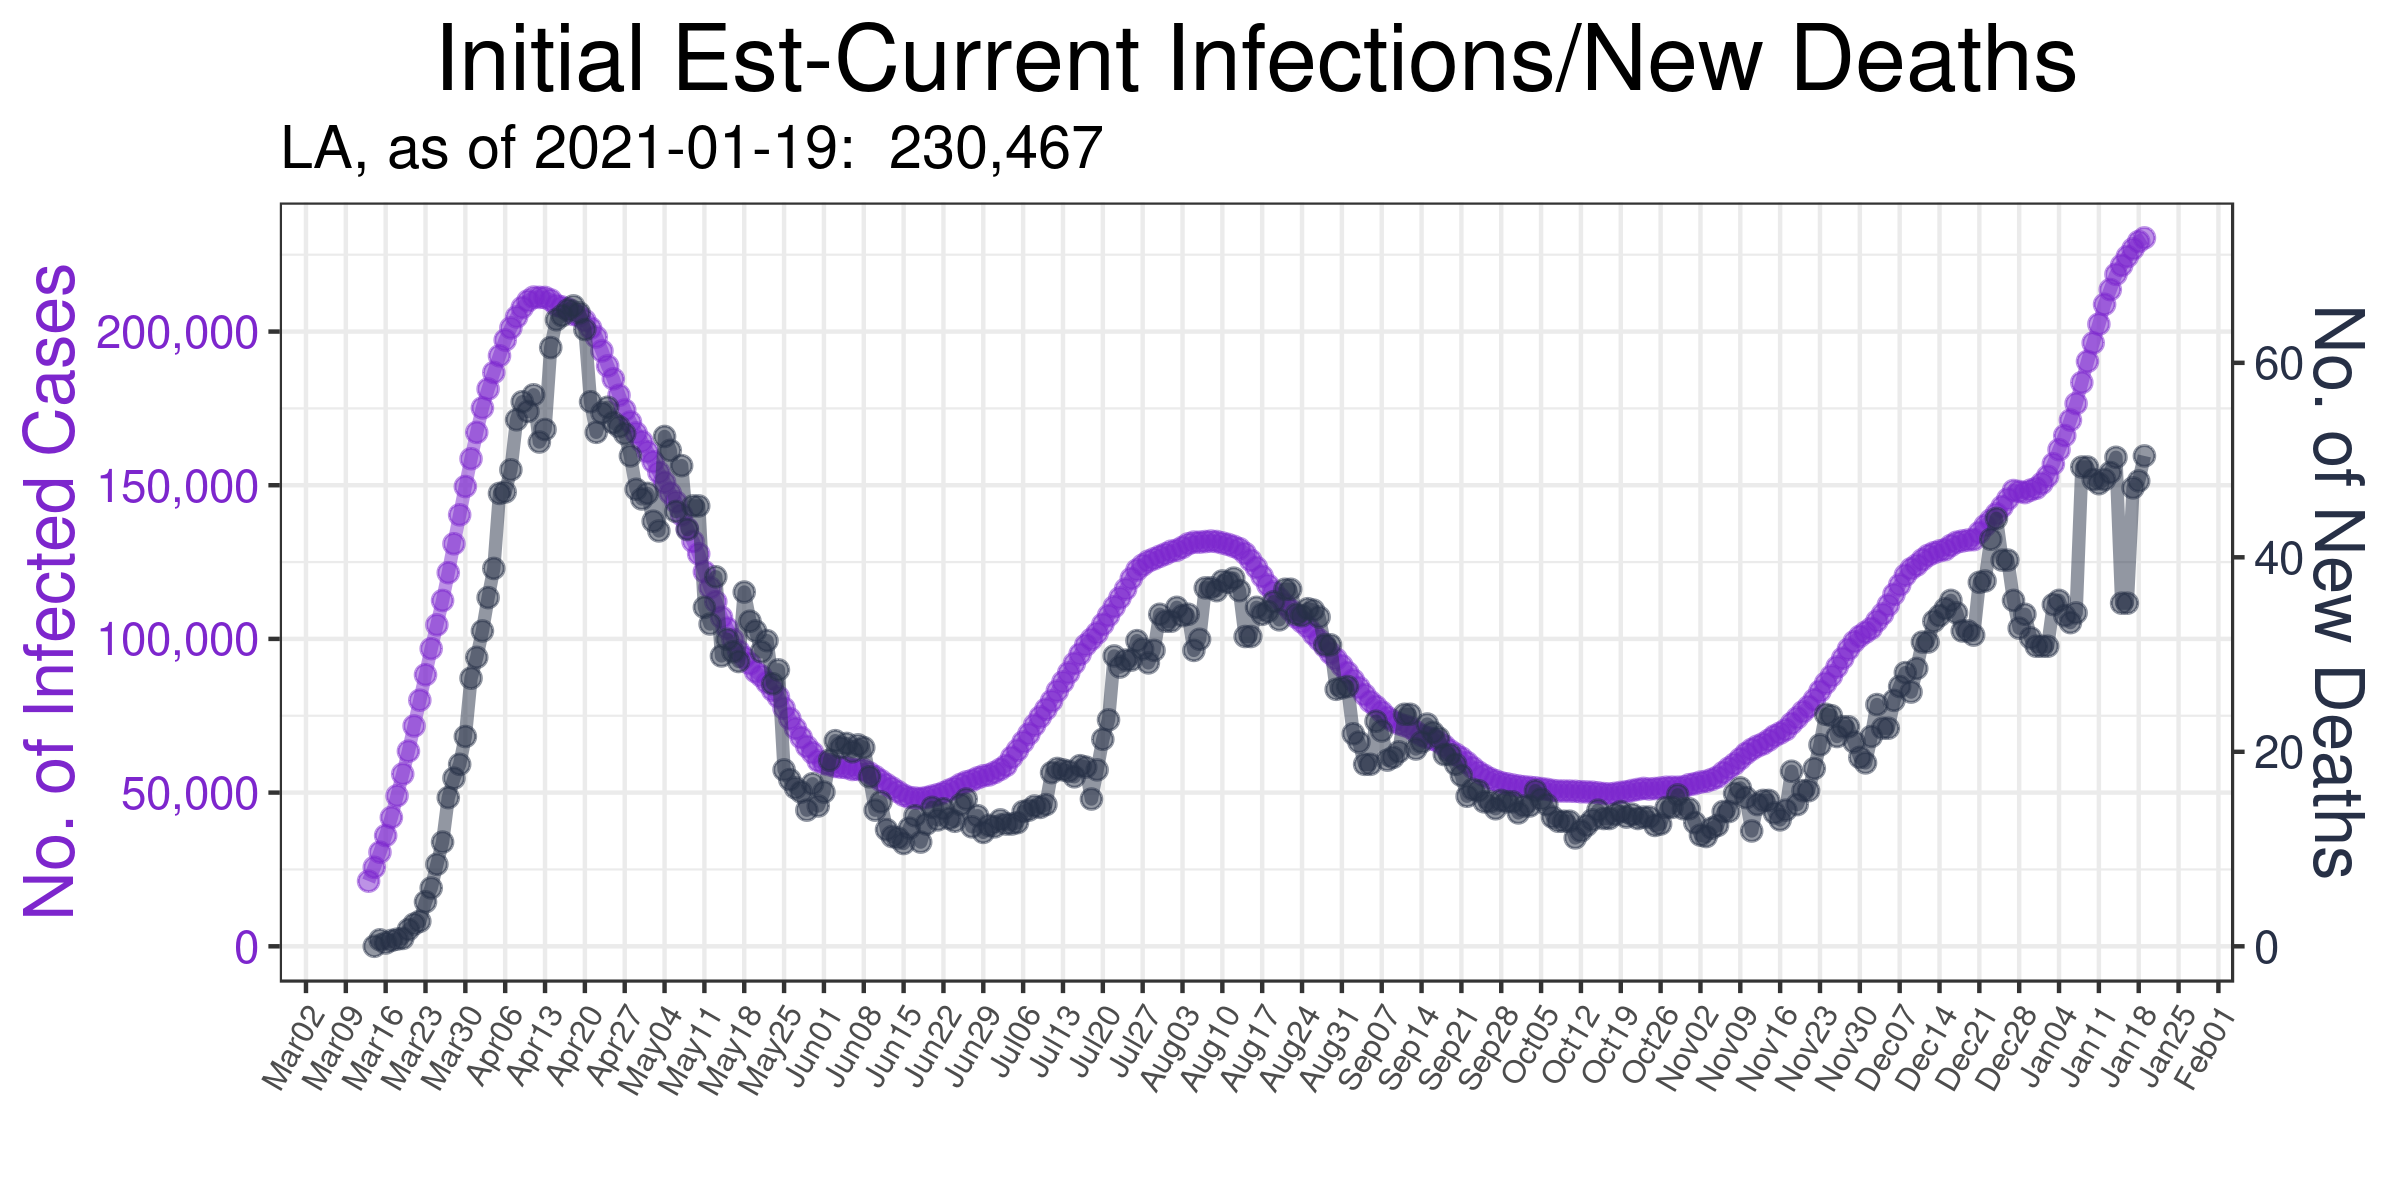 Initial Est-Current Infections/New Deaths
LA, as of 2021-01-19:  230,467
No. of Infected Cases
200,000
150,000
100,000
50,000
0
60
40
20
0
No. of New Deaths
Mar02
Mar09
Mar16
Mar23
Mar30
Apr06
Apr13
Apr20
Apr27
May04
May11
May18
May25
Jun01
Jun08
Jun15
Jun22
Jun29
Jul06
Jul13
Jul20
Jul27
Aug03
Aug10
Aug17
Aug24
Aug31
Sep07
Sep14
Sep21
Sep28
Oct05
Oct12
Oct19
Oct26
Nov02
Nov09
Nov16
Nov23
Nov30
Dec07
Dec14
Dec21
Dec28
Jan04
Jan11
Jan18
Jan25
Feb01